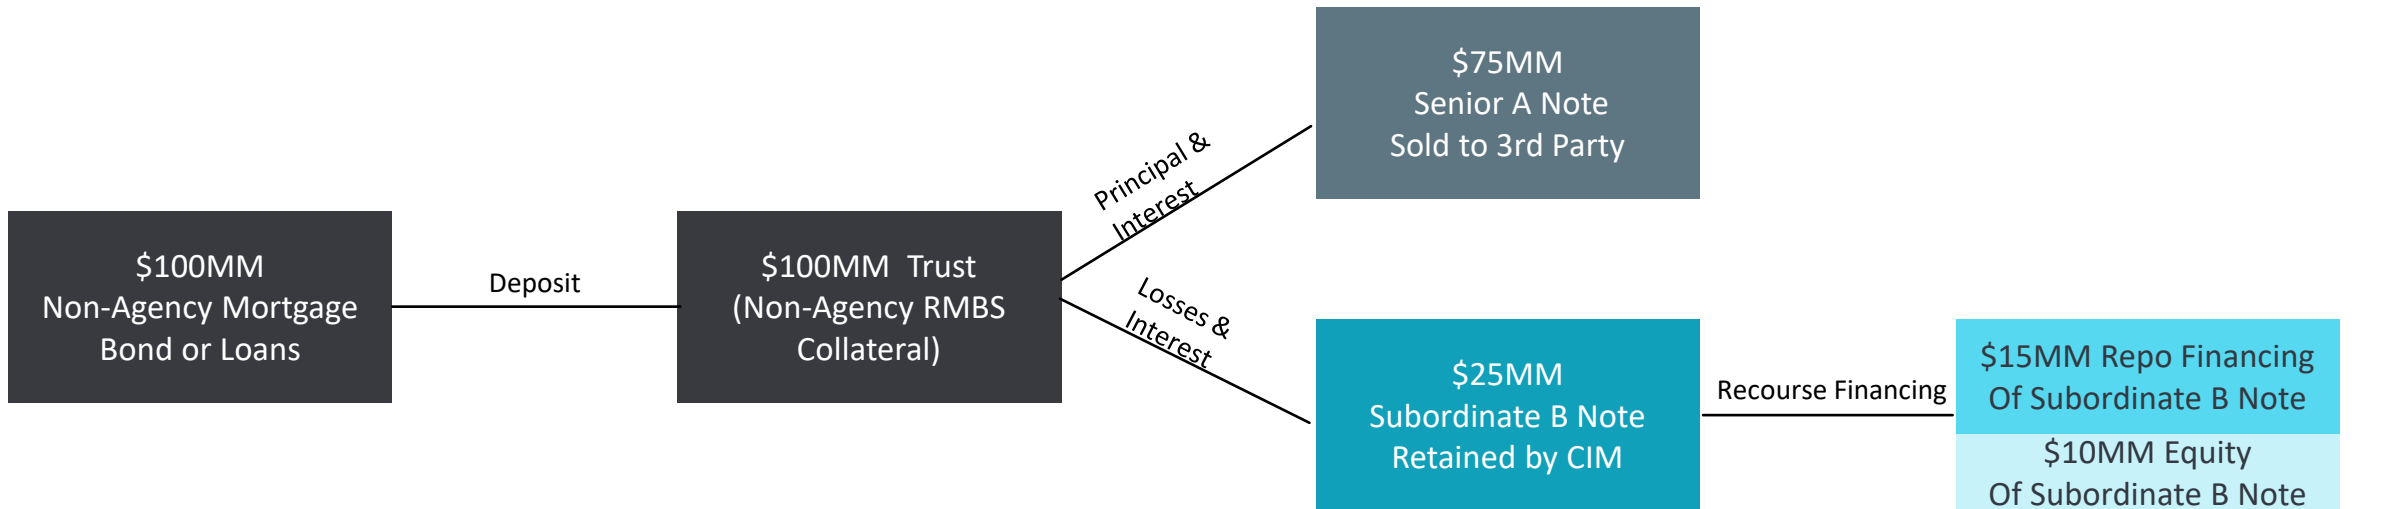 $100MM
Non-Agency Mortgage
Bond or Loans
Deposit
$100MM  Trust
(Non-Agency RMBS
Collateral)
Principal &
Interest
$75MM
Senior A Note
Sold to 3rd Party
Losses &
Interest
$25MM
Subordinate B Note
Retained by CIM
Recourse Financing
$15MM Repo Financing
Of Subordinate B Note
$10MM Equity
Of Subordinate B Note